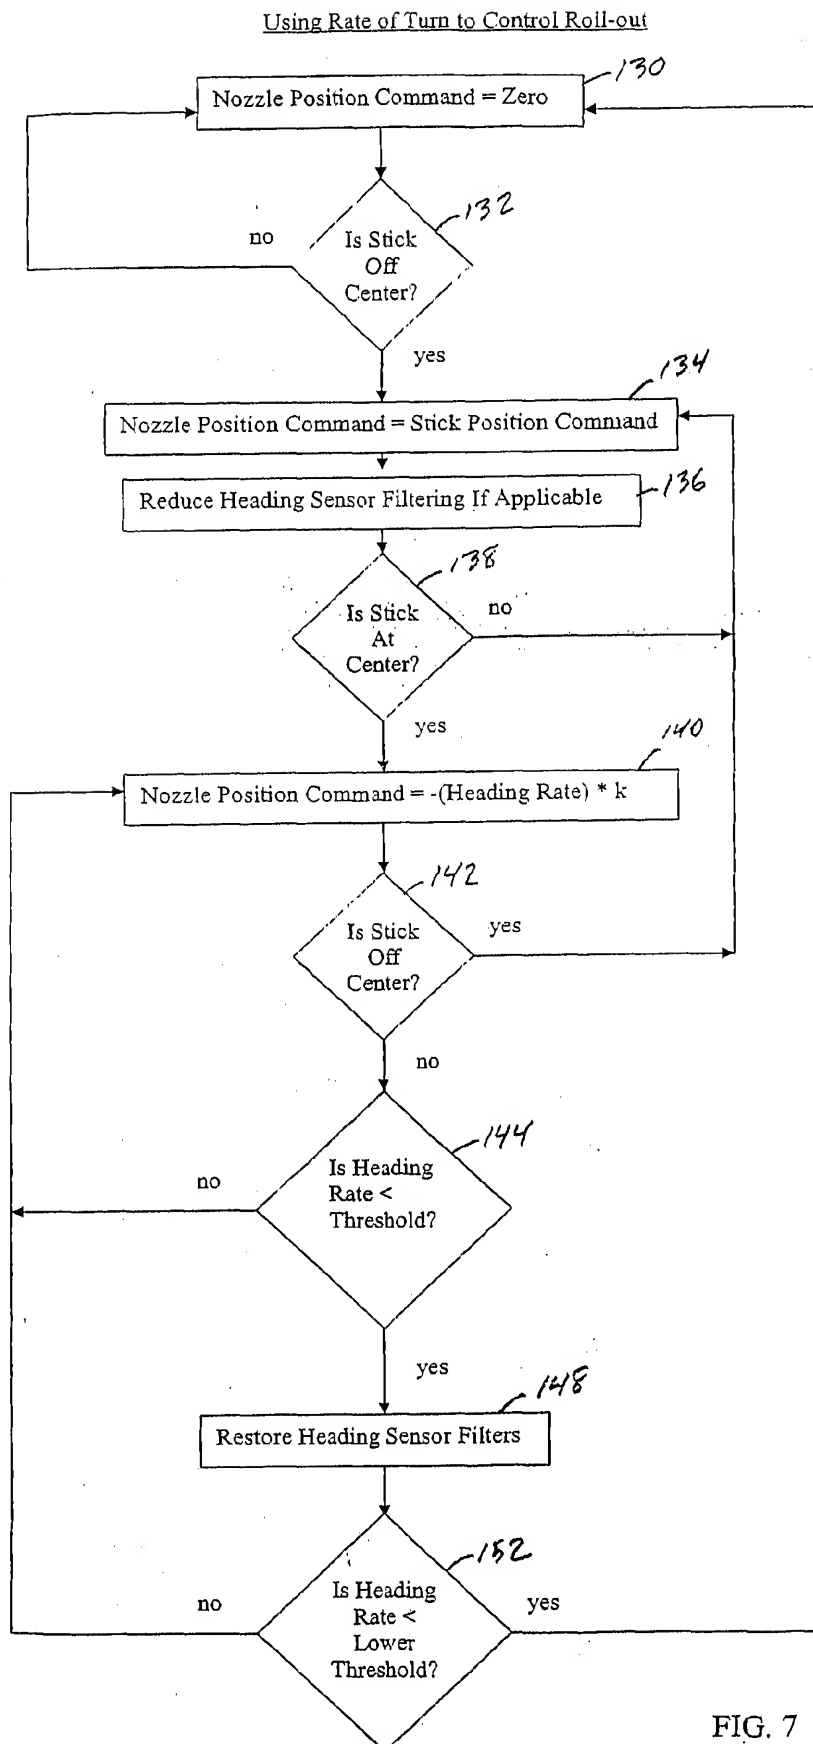 Using Rate of Turn to Control Roll-out
130
Nozzle Position Command = Zero
132
no
Is Stick
Off
Center?
yes
134
Nozzle Position Command = Stick Position Command
136
Reduce Heading Sensor Filtering If Applicable
138
Is Stick
At
Center?
no
yes
140
Nozzle Position Command = -(Heading Rate) * k
142
Is Stick
Off
Center?
yes
no
144
Is Heading
Rate <
Threshold?
no
yes
148
Restore Heading Sensor Filters
152
Is Heading
Rate <
Lower
Threshold?
no
yes
FIG. 7